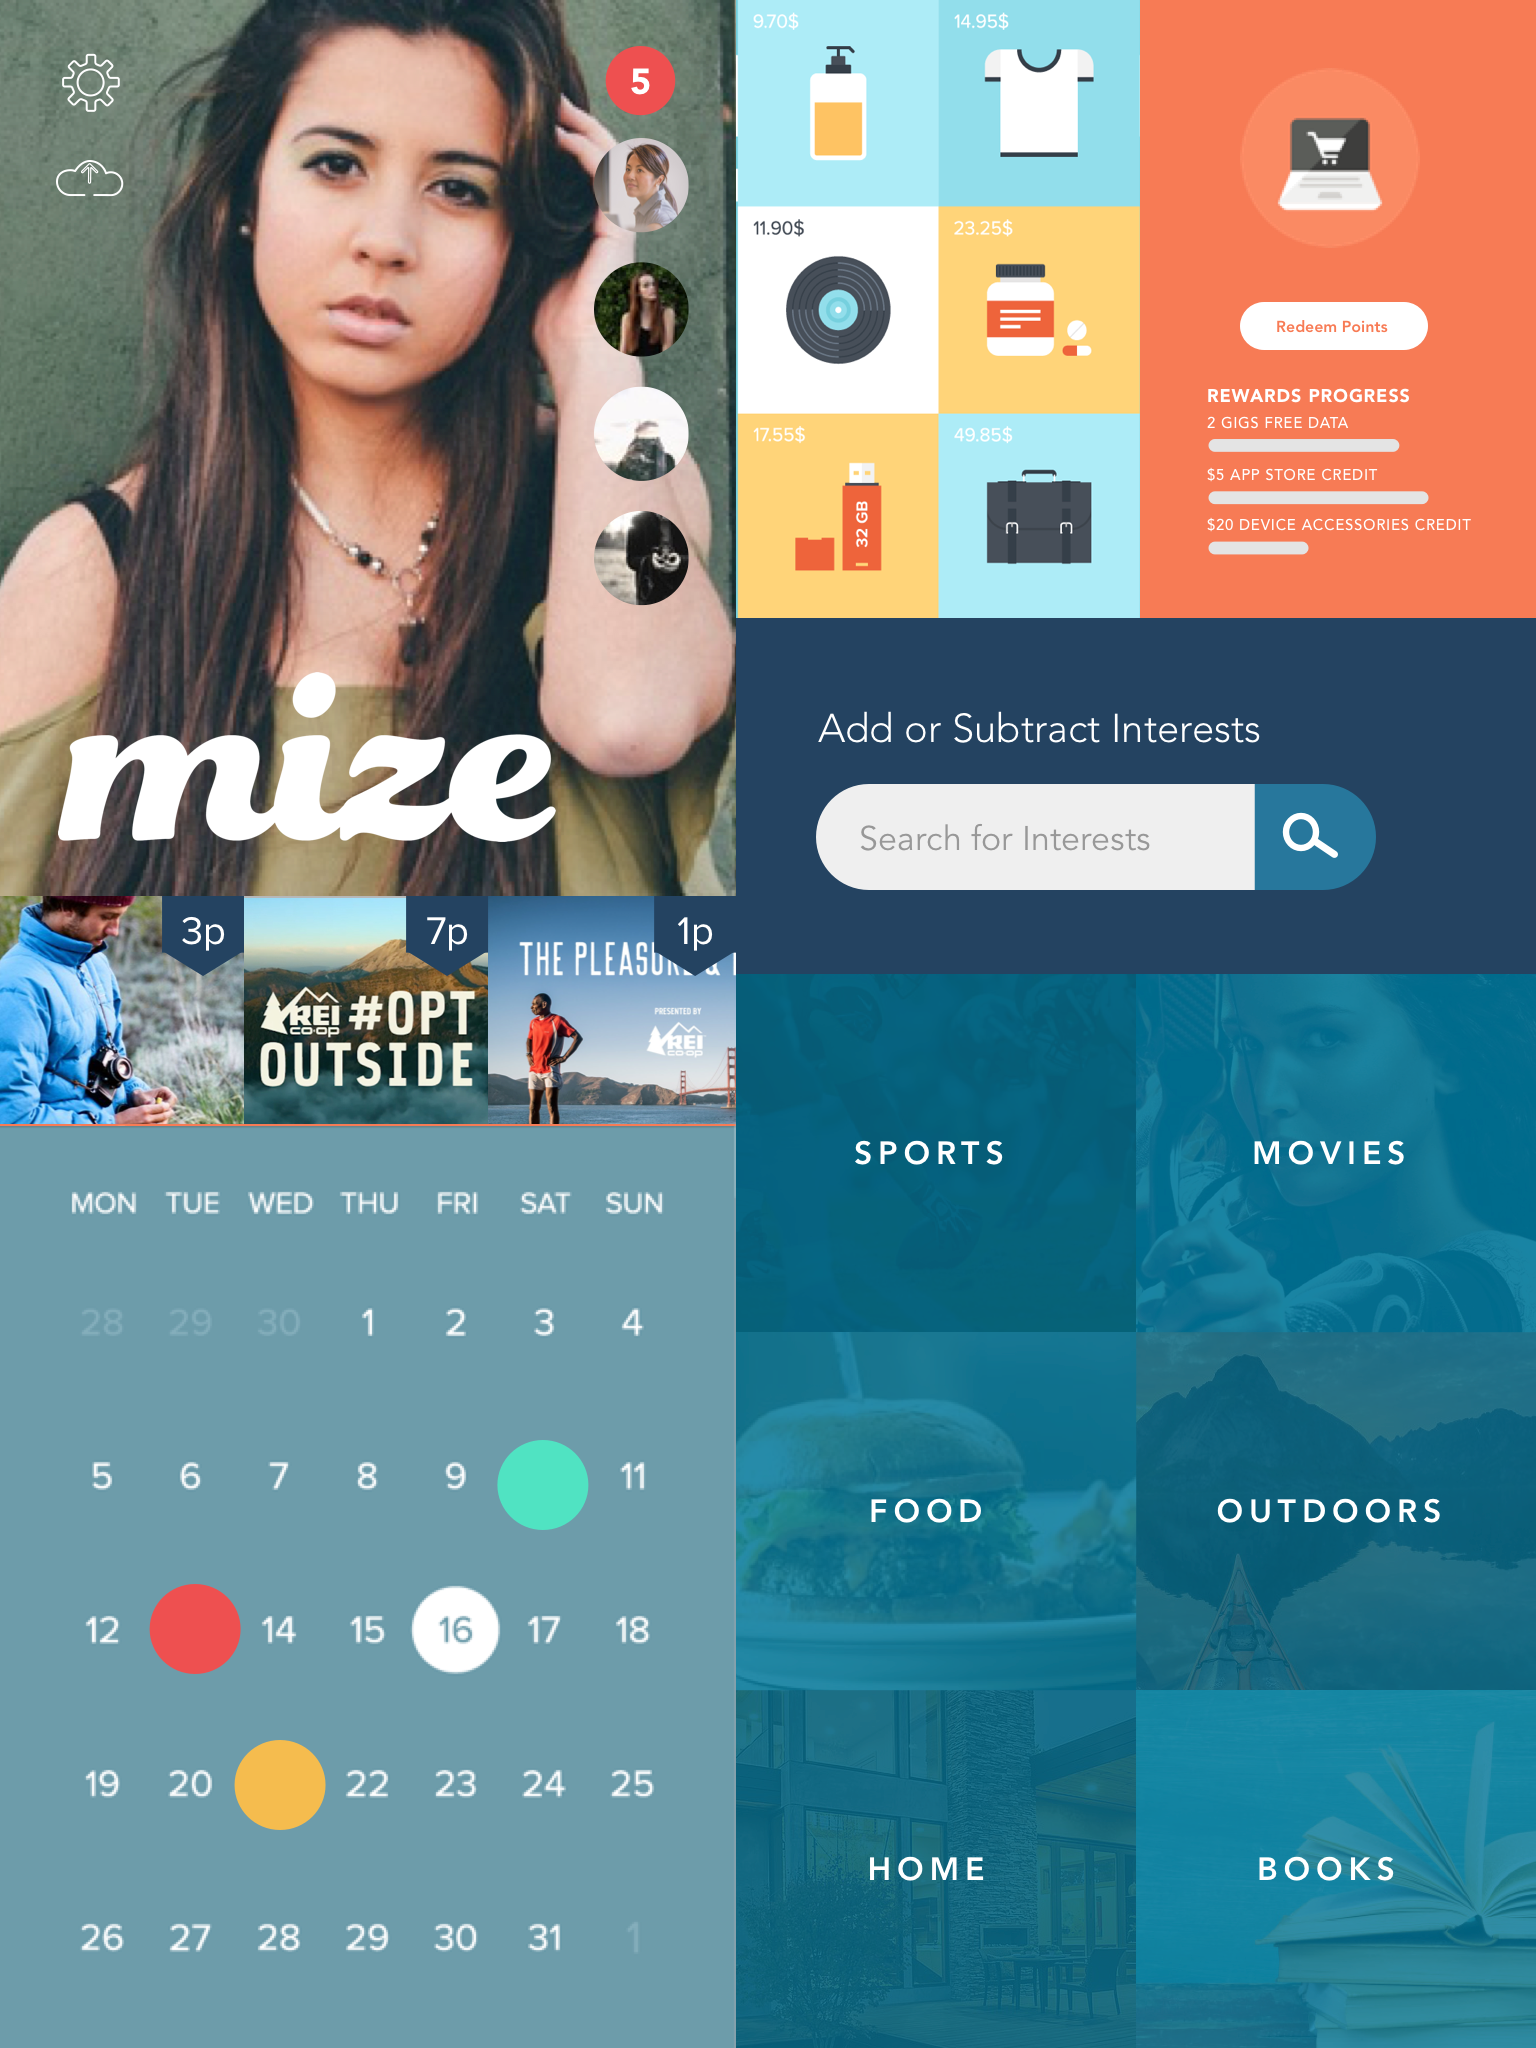 5
mize
9.70$
14.95$
11.90$
23.25$
17.55$
49.85$
32 GB
Redeem Points
REWARDS PROGRESS
2 GIGS FREE DATA
$5 APP STORE CREDIT
$20 DEVICE ACCESSORIES CREDIT
Add or Subtract Interests
Search for Interests
3p
7p
REI
CO·OP
#OPT
OUTSIDE
1p
THE PLEASURE &
PRESENTED BY
REI
CO·OP
MON TUE WED THU FRI SAT SUN
28 29 30 1 2 3 4
5 6 7 8 9 11
12 14 15 16 17 18
19 20 22 23 24 25
26 27 28 29 30 31 1
SPORTS
MOVIES
FOOD
OUTDOORS
HOME
BOOKS